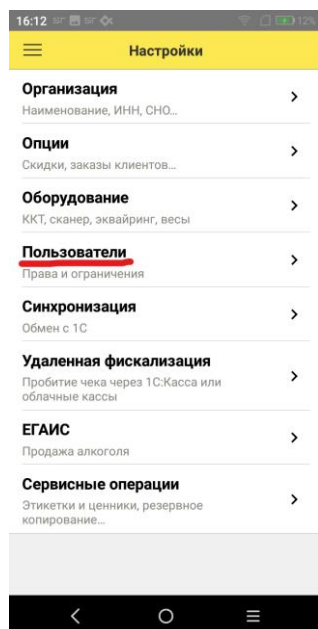 16:12
12%
Настройки
Организация
Наименование, ИНН, СНО...
Опции
Скидки, заказы клиентов...
Оборудование
ККТ, сканер, эквайринг, весы
Пользователи
Права и ограничения
Синхронизация
Обмен с 1С
Удаленная фискализация
Пробитие чека через 1С:Касса или
облачные кассы
ЕГАИС
Продажа алкоголя
Сервисные операции
Этикетки и ценники, резервное
копирование...